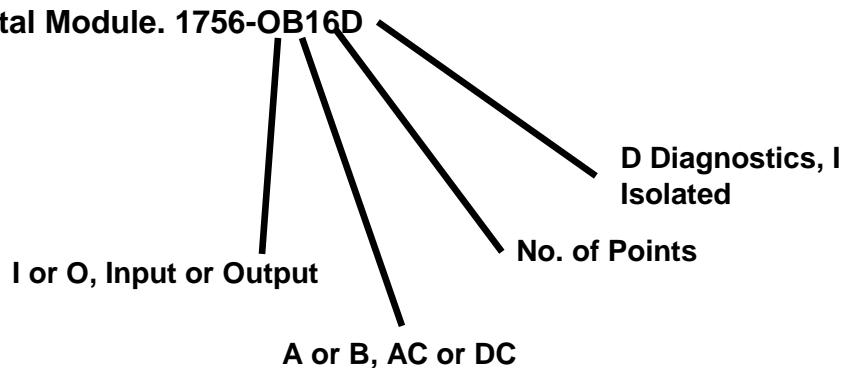 tal Module. 1756-OB16D
D Diagnostics, I
Isolated
No. of Points
I or O, Input or Output
A or B, AC or DC